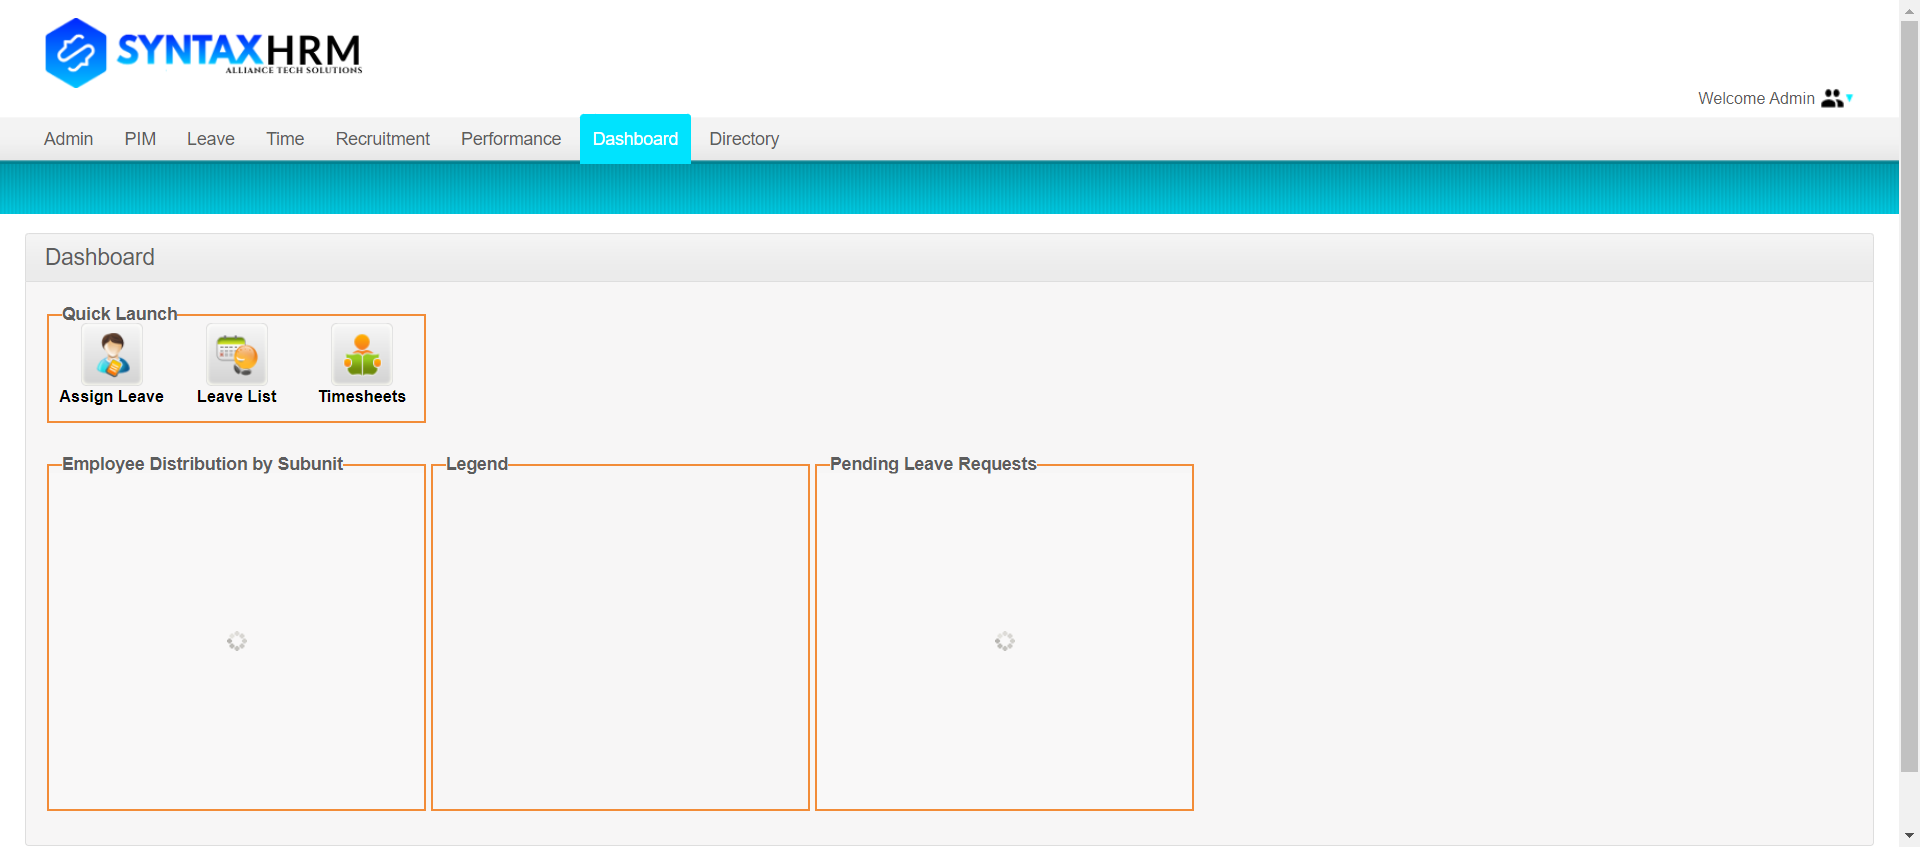 SYNTAXHRM
ALLIANCE TECH SOLUTIONS
Welcome Admin
Admin PIM Leave Time Recruitment Performance Dashboard Directory
Dashboard
Quick Launch
Assign Leave Leave List Timesheets
Employee Distribution by Subunit Legend Pending Leave Requests